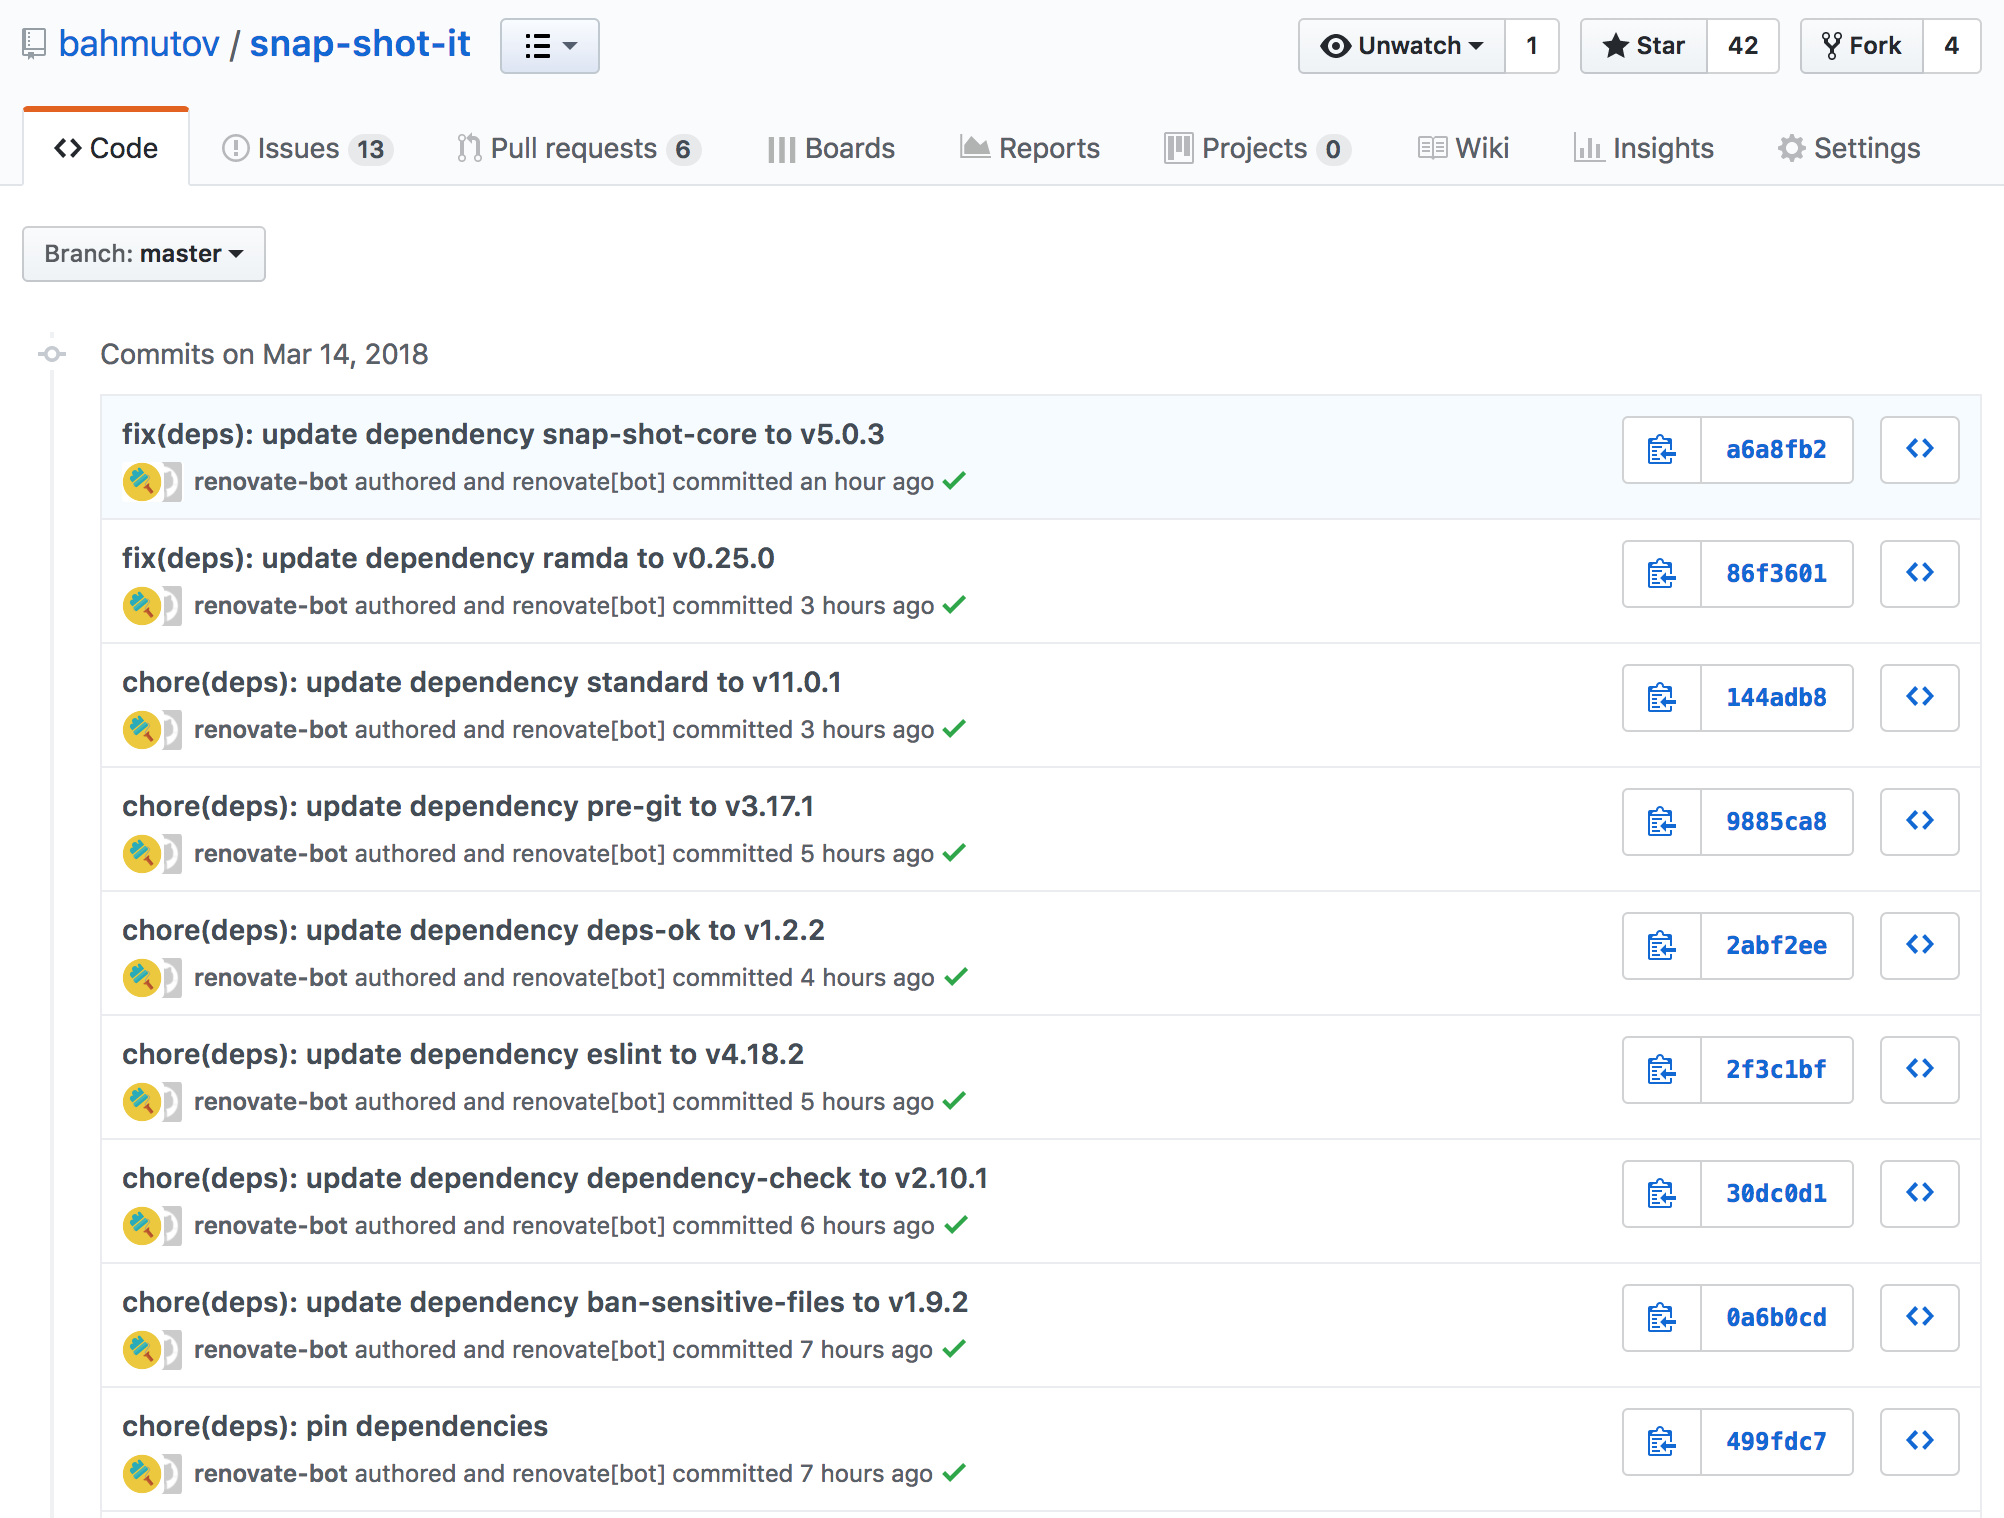 bahmutov / snap-shot-it
Unwatch 1 Star 42 Fork 4
Code Issues 13 Pull requests 6 Boards Reports Projects 0 Wiki Insights Settings
Branch: master
Commits on Mar 14, 2018
fix(deps): update dependency snap-shot-core to v5.0.3
renovate-bot authored and renovate[bot] committed an hour ago
a6a8fb2
fix(deps): update dependency ramda to v0.25.0
renovate-bot authored and renovate[bot] committed 3 hours ago
86f3601
chore(deps): update dependency standard to v11.0.1
renovate-bot authored and renovate[bot] committed 3 hours ago
144adb8
chore(deps): update dependency pre-git to v3.17.1
renovate-bot authored and renovate[bot] committed 5 hours ago
9885ca8
chore(deps): update dependency deps-ok to v1.2.2
renovate-bot authored and renovate[bot] committed 4 hours ago
2abf2ee
chore(deps): update dependency eslint to v4.18.2
renovate-bot authored and renovate[bot] committed 5 hours ago
2f3c1bf
chore(deps): update dependency dependency-check to v2.10.1
renovate-bot authored and renovate[bot] committed 6 hours ago
30dc0d1
chore(deps): update dependency ban-sensitive-files to v1.9.2
renovate-bot authored and renovate[bot] committed 7 hours ago
0a6b0cd
chore(deps): pin dependencies
renovate-bot authored and renovate[bot] committed 7 hours ago
499fdc7